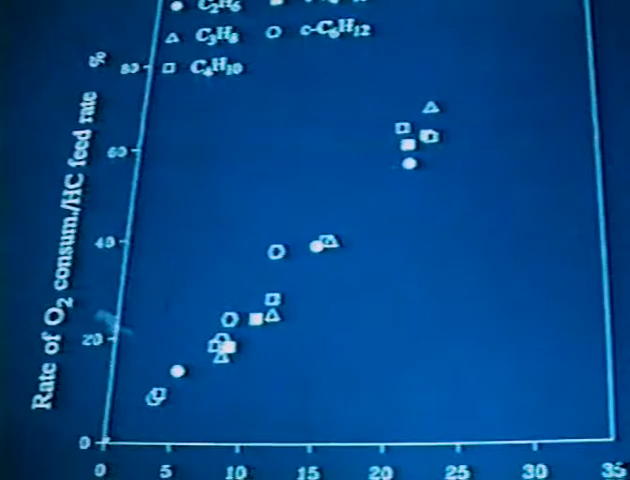 C₂H₆
C₃H₈ c-C₆H₁₂
C₄H₁₀
%
80
60
40
20
0
Rate of O₂ consum./HC feed rate
0 5 10 15 20 25 30 35